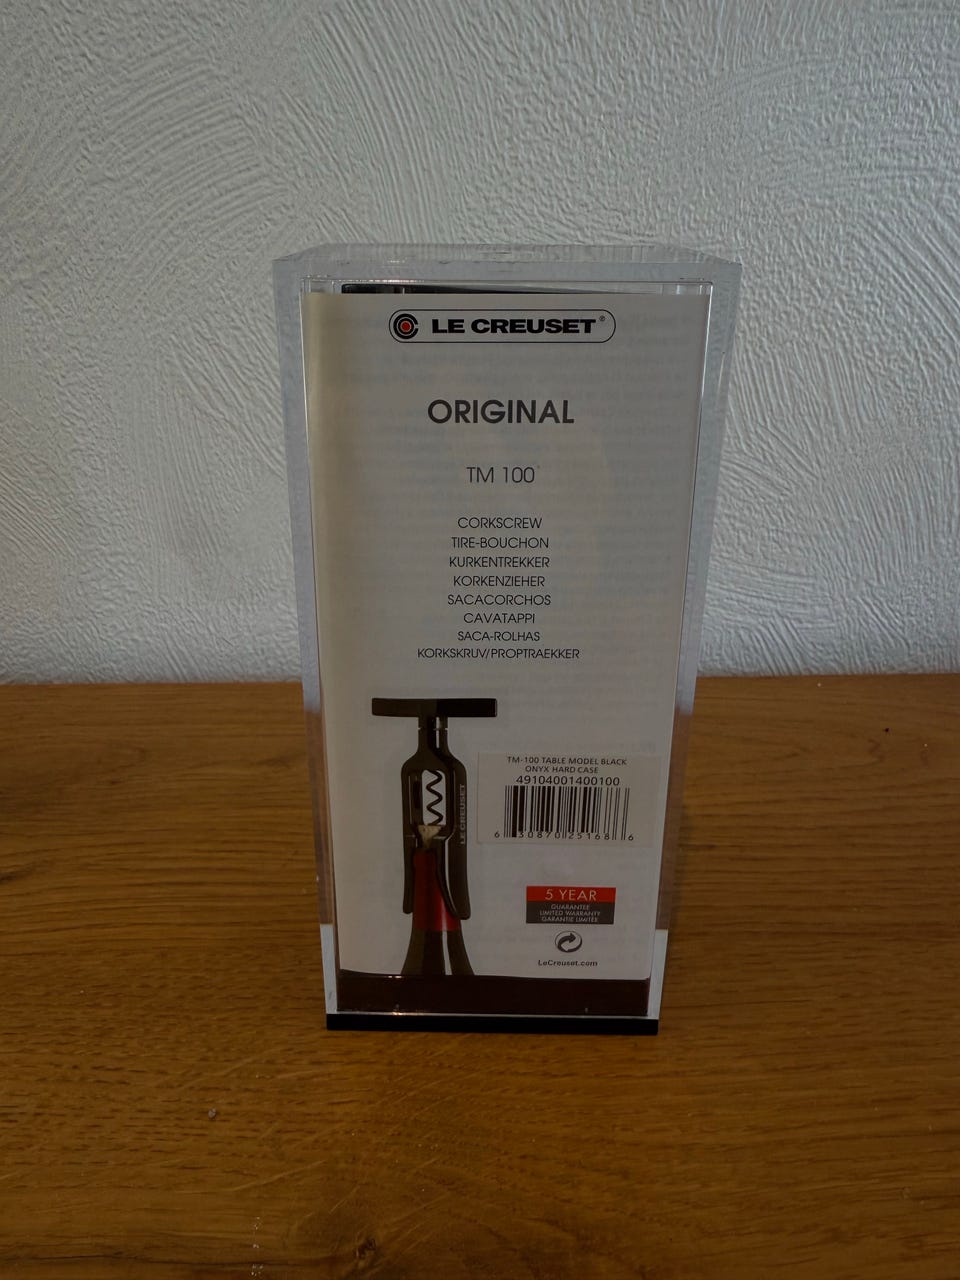 LE CREUSET®
ORIGINAL
TM 100
CORKSCREW
TIRE-BOUCHON
KURKENTREKKER
KORKENZIEHER
SACACORCHOS
CAVATAPPI
SACA-ROLHAS
KORKSKRUV/PROPTRAEKKER
LE CREUSET
TM-100 TABLE MODEL BLACK
ONYX HARD CASE
49104001400100
6 30870 25168 6
5 YEAR
GUARANTEE
LIMITED WARRANTY
GARANTIE LIMITÉE
LeCreuset.com